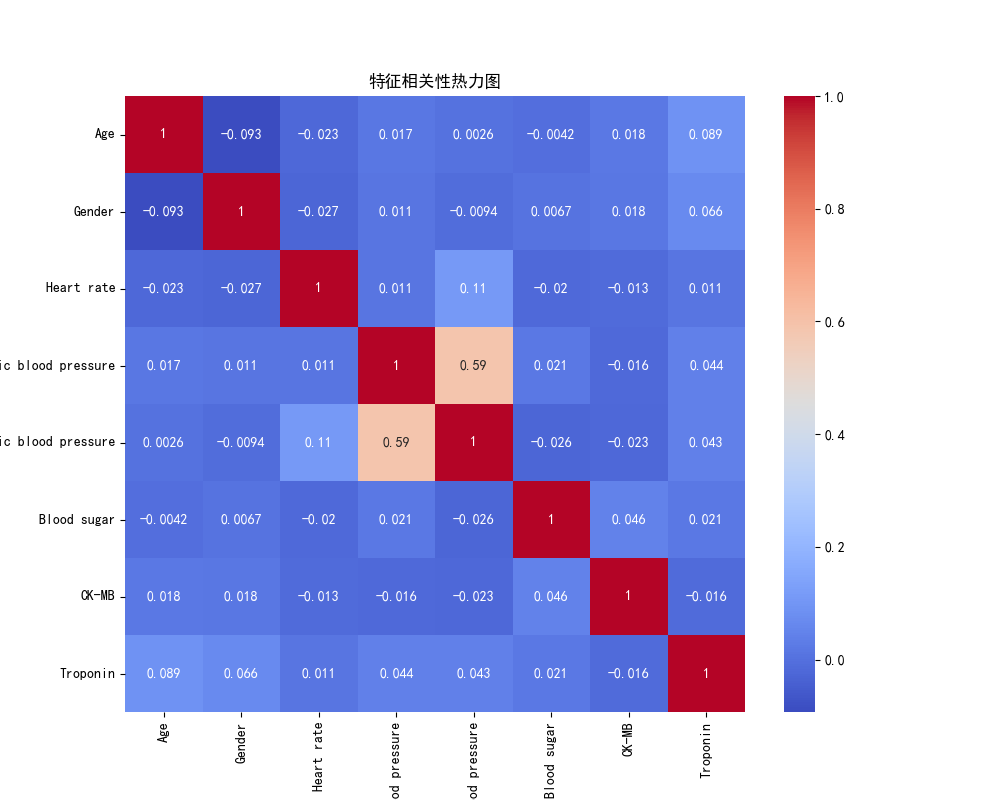 特征相关性热力图
Age 1 -0.093 -0.023 0.017 0.0026 -0.0042 0.018 0.089
Gender -0.093 1 -0.027 0.011 -0.0094 0.0067 0.018 0.066
Heart rate -0.023 -0.027 1 0.011 0.11 -0.02 -0.013 0.011
ic blood pressure 0.017 0.011 0.011 1 0.59 0.021 -0.016 0.044
ic blood pressure 0.0026 -0.0094 0.11 0.59 1 -0.026 -0.023 0.043
Blood sugar -0.0042 0.0067 -0.02 0.021 -0.026 1 0.046 0.021
CK-MB 0.018 0.018 -0.013 -0.016 -0.023 0.046 1 -0.016
Troponin 0.089 0.066 0.011 0.044 0.043 0.021 -0.016 1
Age
Gender
Heart rate
od pressure
od pressure
Blood sugar
CK-MB
Troponin
1.0
0.8
0.6
0.4
0.2
0.0